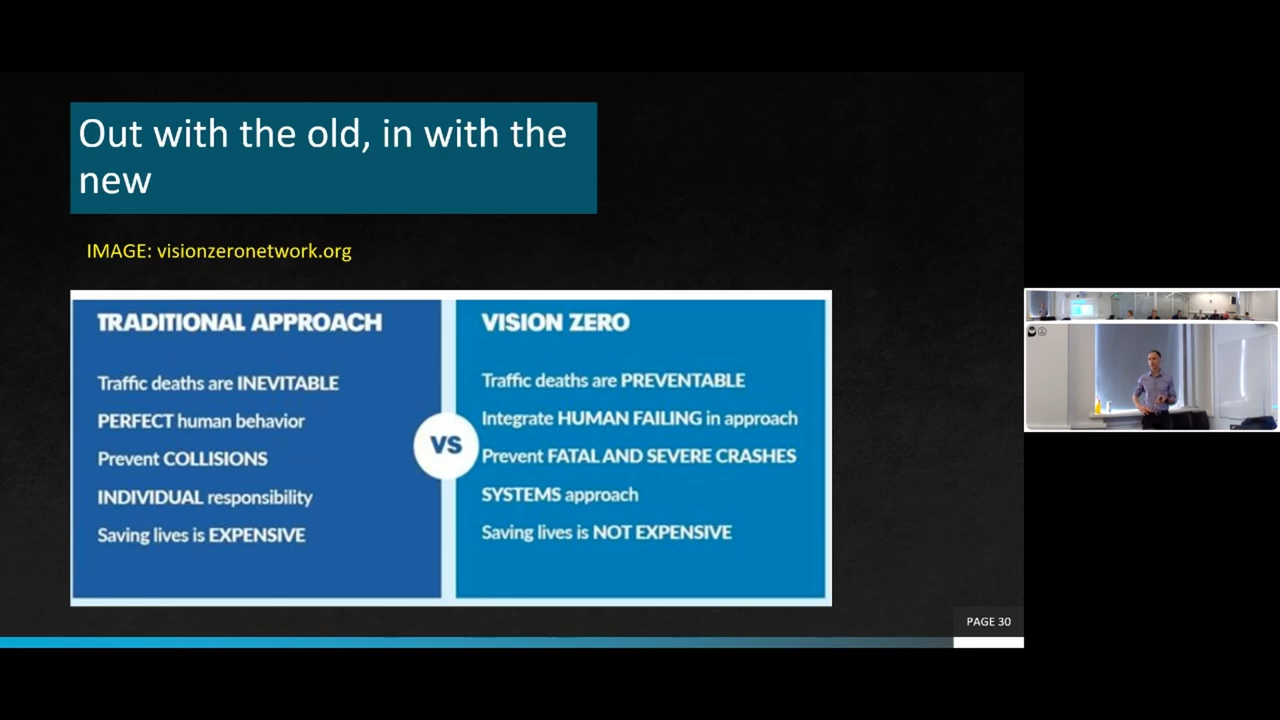 Out with the old, in with the
new
IMAGE: visionzeronetwork.org
TRADITIONAL APPROACH
Traffic deaths are INEVITABLE
PERFECT human behavior
Prevent COLLISIONS
INDIVIDUAL responsibility
Saving lives is EXPENSIVE
VS
VISION ZERO
Traffic deaths are PREVENTABLE
Integrate HUMAN FAILING in approach
Prevent FATAL AND SEVERE CRASHES
SYSTEMS approach
Saving lives is NOT EXPENSIVE
PAGE 30